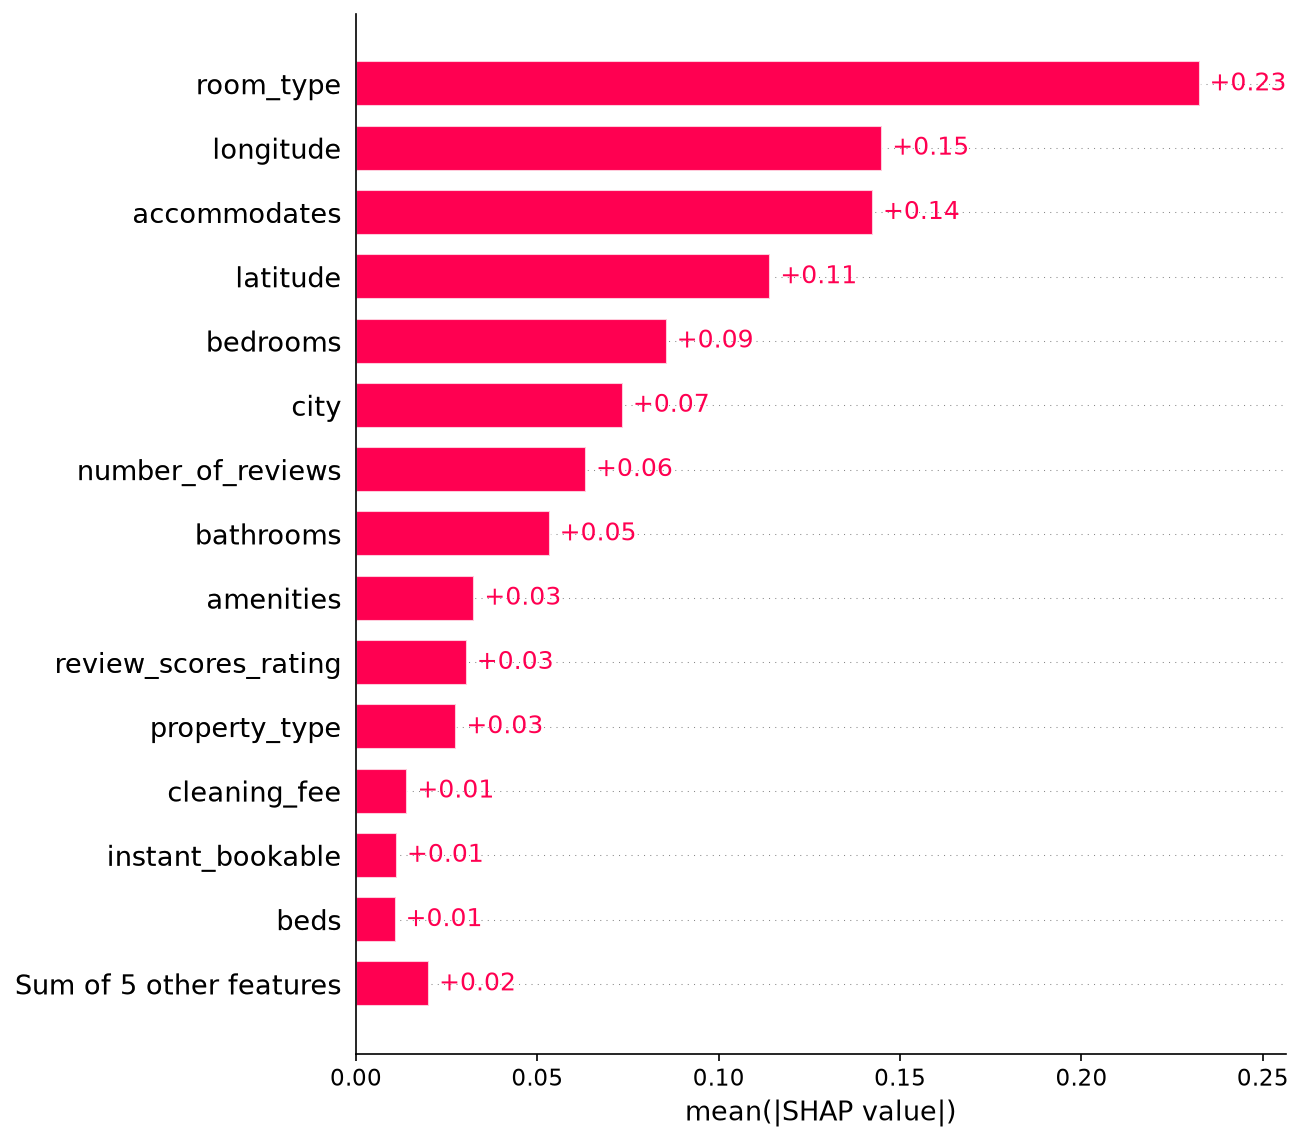 room_type +0.23
longitude +0.15
accommodates +0.14
latitude +0.11
bedrooms +0.09
city +0.07
number_of_reviews +0.06
bathrooms +0.05
amenities +0.03
review_scores_rating +0.03
property_type +0.03
cleaning_fee +0.01
instant_bookable +0.01
beds +0.01
Sum of 5 other features +0.02
0.00 0.05 0.10 0.15 0.20 0.25
mean(|SHAP value|)